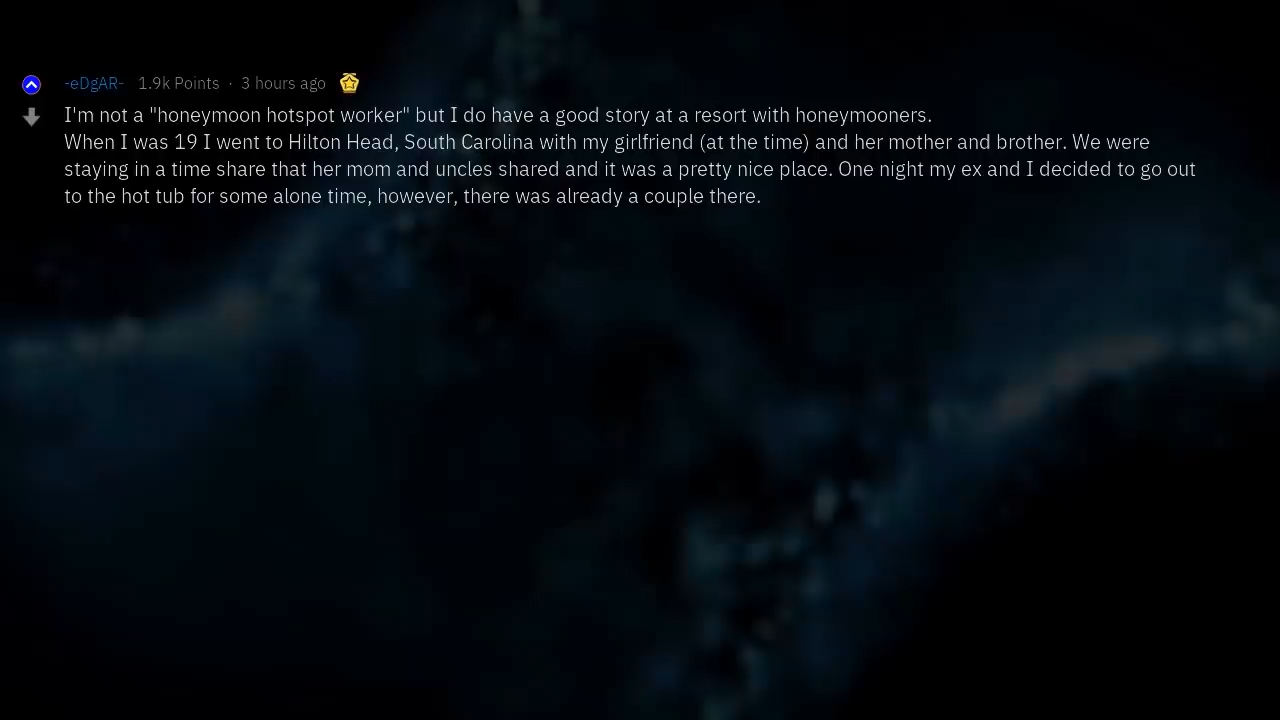 -eDgAR- 1.9k Points · 3 hours ago
I'm not a "honeymoon hotspot worker" but I do have a good story at a resort with honeymooners.
When I was 19 I went to Hilton Head, South Carolina with my girlfriend (at the time) and her mother and brother. We were
staying in a time share that her mom and uncles shared and it was a pretty nice place. One night my ex and I decided to go out
to the hot tub for some alone time, however, there was already a couple there.